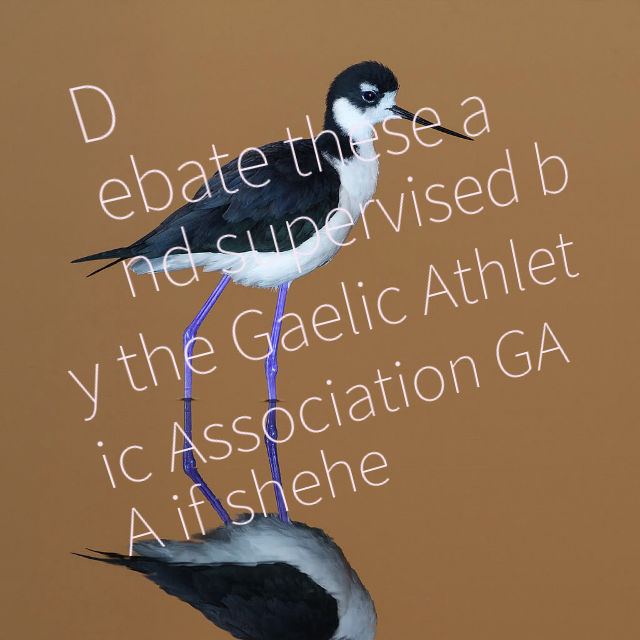 D
ebate these a
nd supervised b
y the Gaelic Athlet
ic Association GA
A if shehe